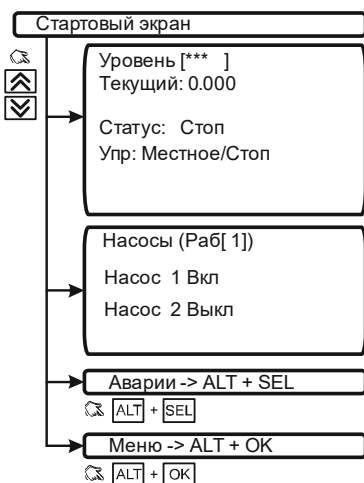 Стартовый экран
Уровень [*** ]
Текущий: 0.000
Статус: Стоп
Упр: Местное/Стоп
Насосы (Раб[ 1])
Насос 1 Вкл
Насос 2 Выкл
Аварии -> ALT + SEL
ALT + SEL
Меню -> ALT + OK
ALT + OK